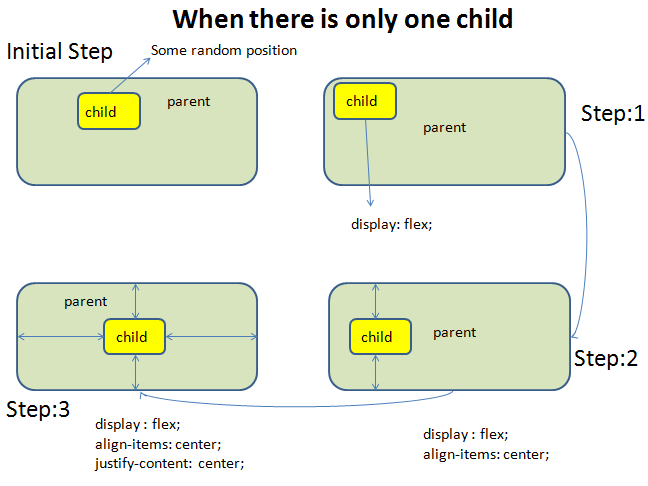 When there is only one child
Initial Step
Some random position
child
parent
child
parent
Step:1
display: flex;
parent
child
child
parent
Step:2
Step:3
display : flex;
align-items: center;
justify-content: center;
display : flex;
align-items: center;